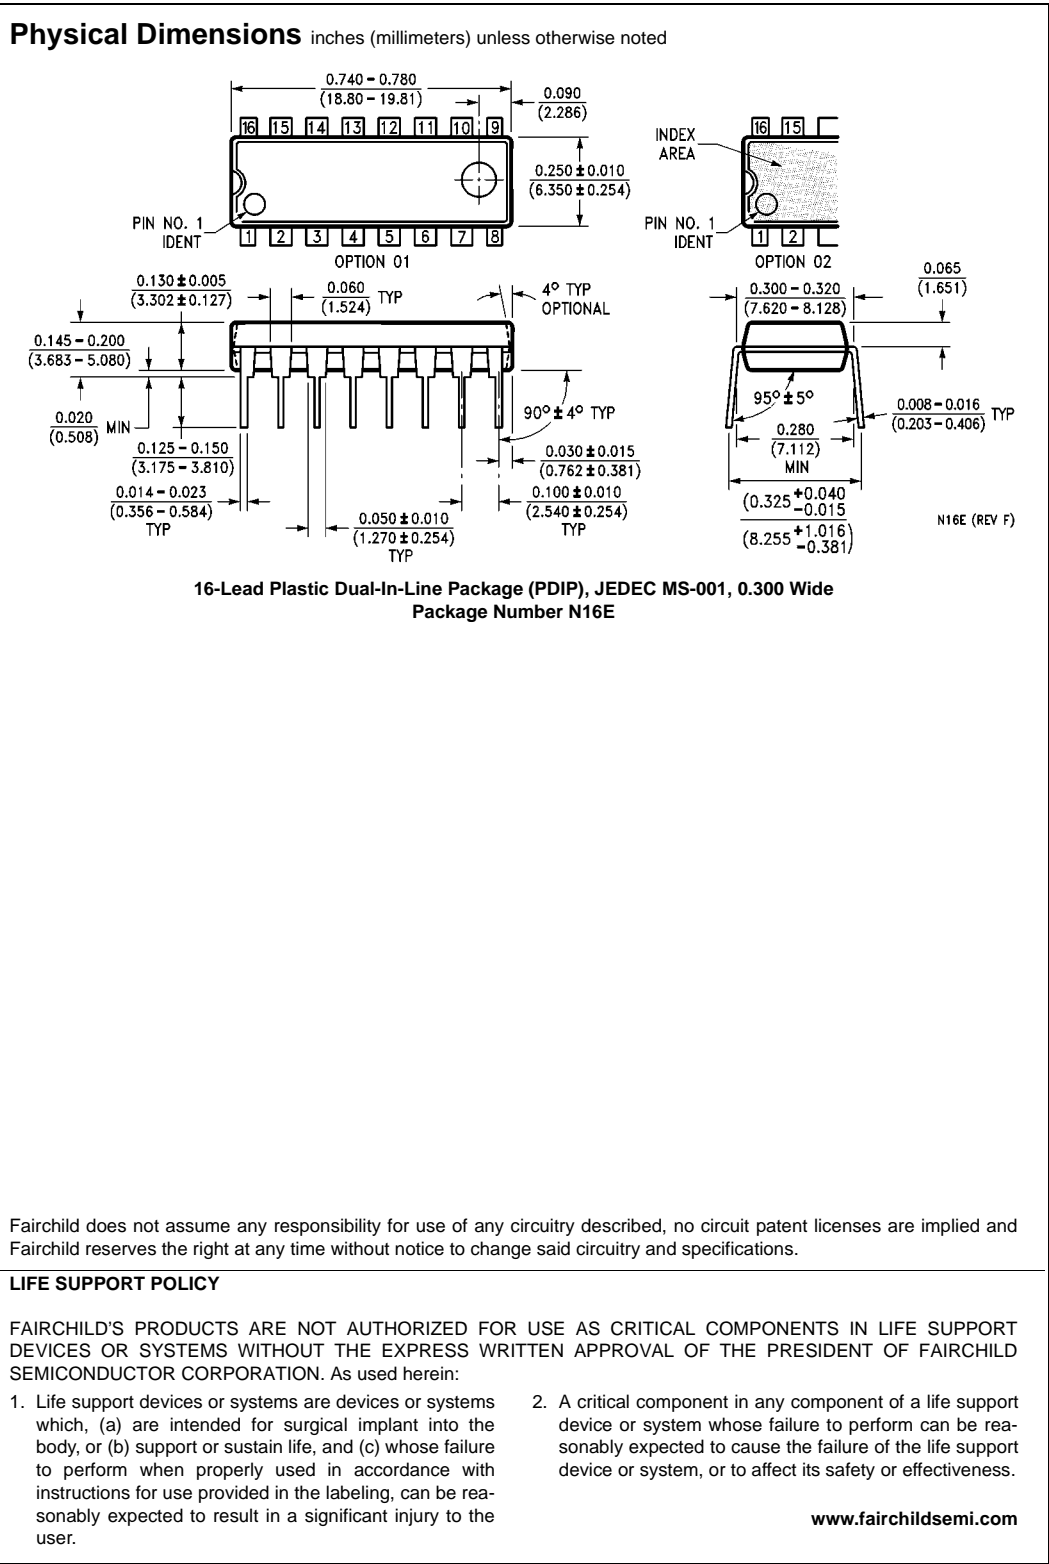 Physical Dimensions inches (millimeters) unless otherwise noted
0.740 – 0.780
(18.80 – 19.81)
0.090
(2.286)
16 15 14 13 12 11 10 9
0.250 ± 0.010
(6.350 ± 0.254)
PIN NO. 1
IDENT
1 2 3 4 5 6 7 8
OPTION 01
INDEX
AREA
16 15
PIN NO. 1
IDENT
1 2
OPTION 02
0.130 ± 0.005
(3.302 ± 0.127)
0.060
(1.524)
TYP
4° TYP
OPTIONAL
0.145 – 0.200
(3.683 – 5.080)
0.020
(0.508)
MIN
0.125 – 0.150
(3.175 – 3.810)
0.014 – 0.023
(0.356 – 0.584)
TYP
0.050 ± 0.010
(1.270 ± 0.254)
TYP
90° ± 4° TYP
0.030 ± 0.015
(0.762 ± 0.381)
0.100 ± 0.010
(2.540 ± 0.254)
TYP
0.300 – 0.320
(7.620 – 8.128)
0.065
(1.651)
95° ± 5°
0.008 – 0.016
(0.203 – 0.406)
TYP
0.280
(7.112)
MIN
(0.325 +0.040
–0.015
(8.255 +1.016
–0.381)
N16E (REV F)
16-Lead Plastic Dual-In-Line Package (PDIP), JEDEC MS-001, 0.300 Wide
Package Number N16E
Fairchild does not assume any responsibility for use of any circuitry described, no circuit patent licenses are implied and
Fairchild reserves the right at any time without notice to change said circuitry and specifications.
LIFE SUPPORT POLICY
FAIRCHILD'S PRODUCTS ARE NOT AUTHORIZED FOR USE AS CRITICAL COMPONENTS IN LIFE SUPPORT
DEVICES OR SYSTEMS WITHOUT THE EXPRESS WRITTEN APPROVAL OF THE PRESIDENT OF FAIRCHILD
SEMICONDUCTOR CORPORATION. As used herein:
1. Life support devices or systems are devices or systems
which, (a) are intended for surgical implant into the
body, or (b) support or sustain life, and (c) whose failure
to perform when properly used in accordance with
instructions for use provided in the labeling, can be rea-
sonably expected to result in a significant injury to the
user.
2. A critical component in any component of a life support
device or system whose failure to perform can be rea-
sonably expected to cause the failure of the life support
device or system, or to affect its safety or effectiveness.
www.fairchildsemi.com